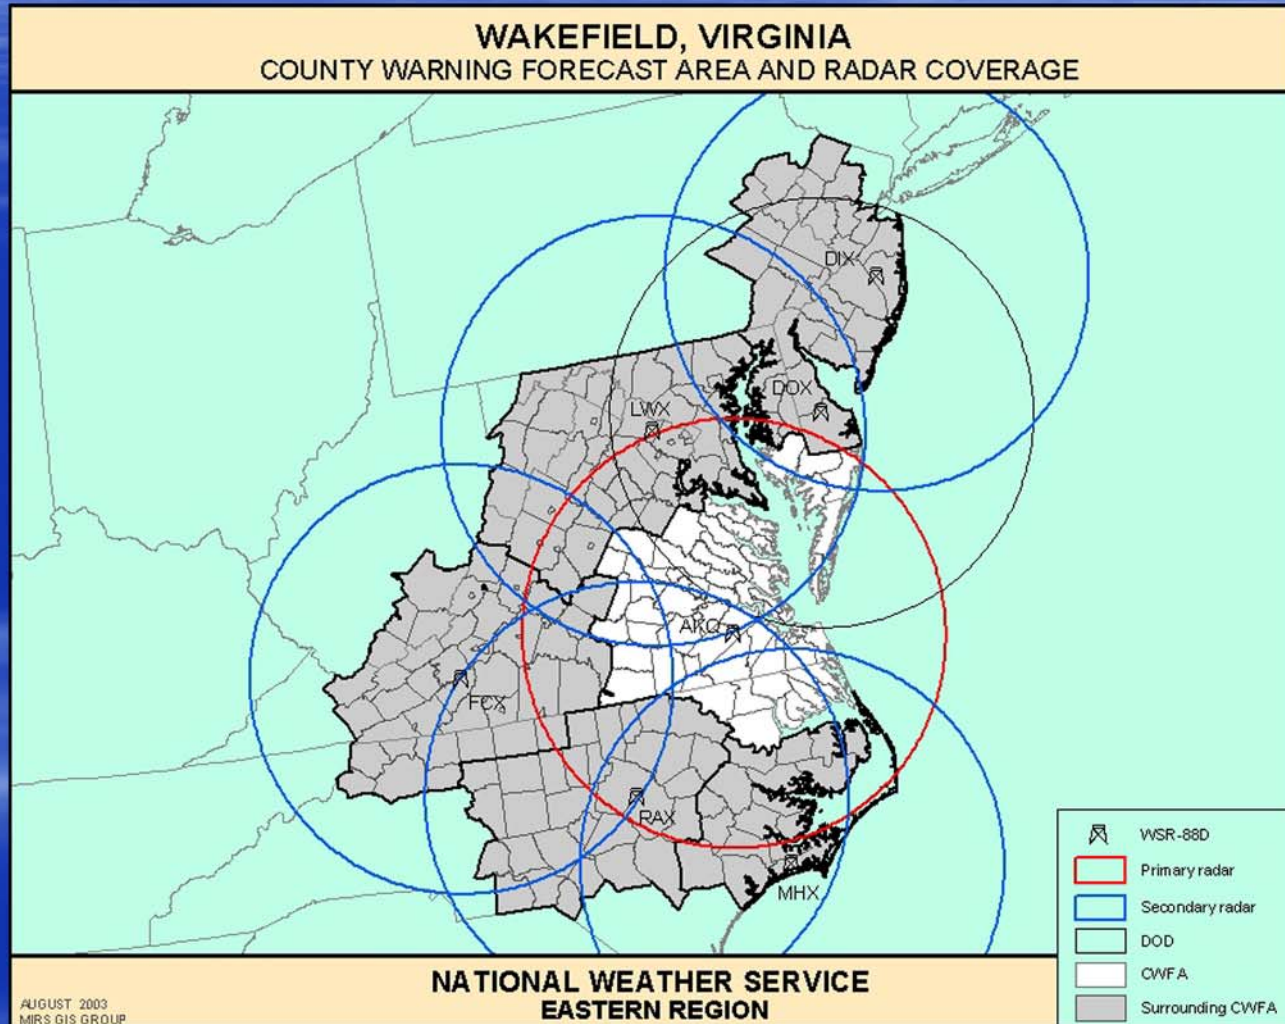 WAKEFIELD, VIRGINIA
COUNTY WARNING FORECAST AREA AND RADAR COVERAGE
DIX
DOX
LWX
AKQ
FCX
RAX
MHX
WSR-88D
Primary radar
Secondary radar
DOD
CWFA
Surrounding CWFA
NATIONAL WEATHER SERVICE
EASTERN REGION
AUGUST 2003
MIRS GIS GROUP